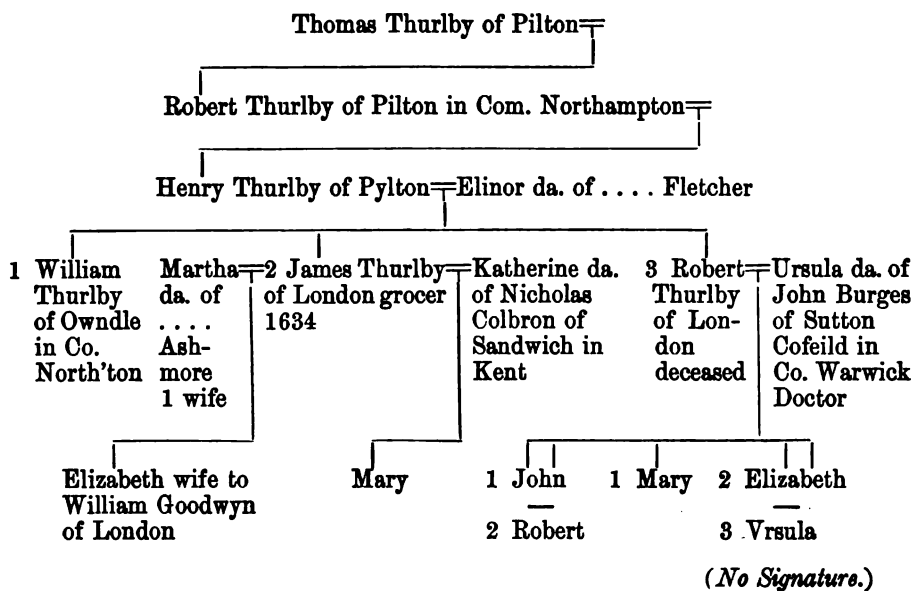 Thomas Thurlby of Pilton
Robert Thurlby of Pilton in Com. Northampton
Henry Thurlby of Pylton Elinor da. of .... Fletcher
1 William
Thurlby
of Owndle
in Co.
North'ton
Martha
da. of
....
Ash-
more
1 wife
2 James Thurlby
of London grocer
1634
Katherine da.
of Nicholas
Colbron of
Sandwich in
Kent
3 Robert
Thurlby
of Lon-
don
deceased
Ursula da. of
John Burges
of Sutton
Cofeild in
Co. Warwick
Doctor
Elizabeth wife to
William Goodwyn
of London
Mary
1 John
2 Robert
1 Mary
2 Elizabeth
3 Vrsula
(No Signature.)